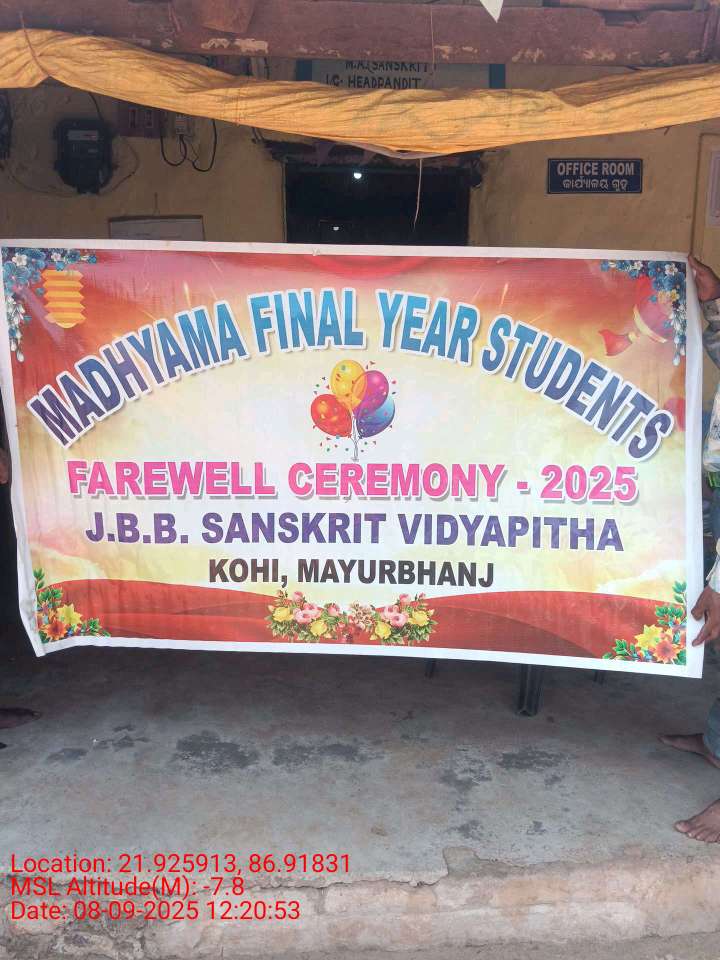 M.A. (SANSKRIT)
I/C- HEADPANDIT
OFFICE ROOM
କାର୍ଯ୍ୟାଳୟ ଗୃହ
MADHYAMA FINAL YEAR STUDENTS
FAREWELL CEREMONY - 2025
J.B.B. SANSKRIT VIDYAPITHA
KOHI, MAYURBHANJ
Location: 21.925913, 86.91831
MSL Altitude(M): -7.8
Date: 08-09-2025 12:20:53